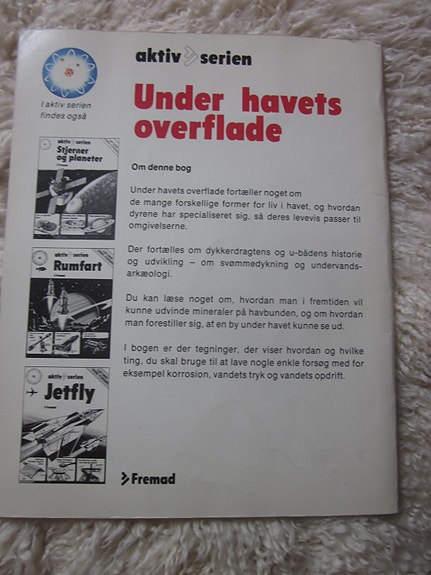 aktiv serien
Under havets
overflade
I aktiv serien
findes også
aktiv serien
Stjerner
og planeter
aktiv serien
Rumfart
aktiv serien
Jetfly
Om denne bog
Under havets overflade fortæller noget om
de mange forskellige former for liv i havet, og hvordan
dyrene har specialiseret sig, så deres levevis passer til
omgivelserne.
Der fortælles om dykkerdragtens og u-bådens historie
og udvikling – om svømmedykning og undervands-
arkæologi.
Du kan læse noget om, hvordan man i fremtiden vil
kunne udvinde mineraler på havbunden, og om hvordan
man forestiller sig, at en by under havet kunne se ud.
I bogen er der tegninger, der viser hvordan og hvilke
ting, du skal bruge til at lave nogle enkle forsøg med for
eksempel korrosion, vandets tryk og vandets opdrift.
Fremad